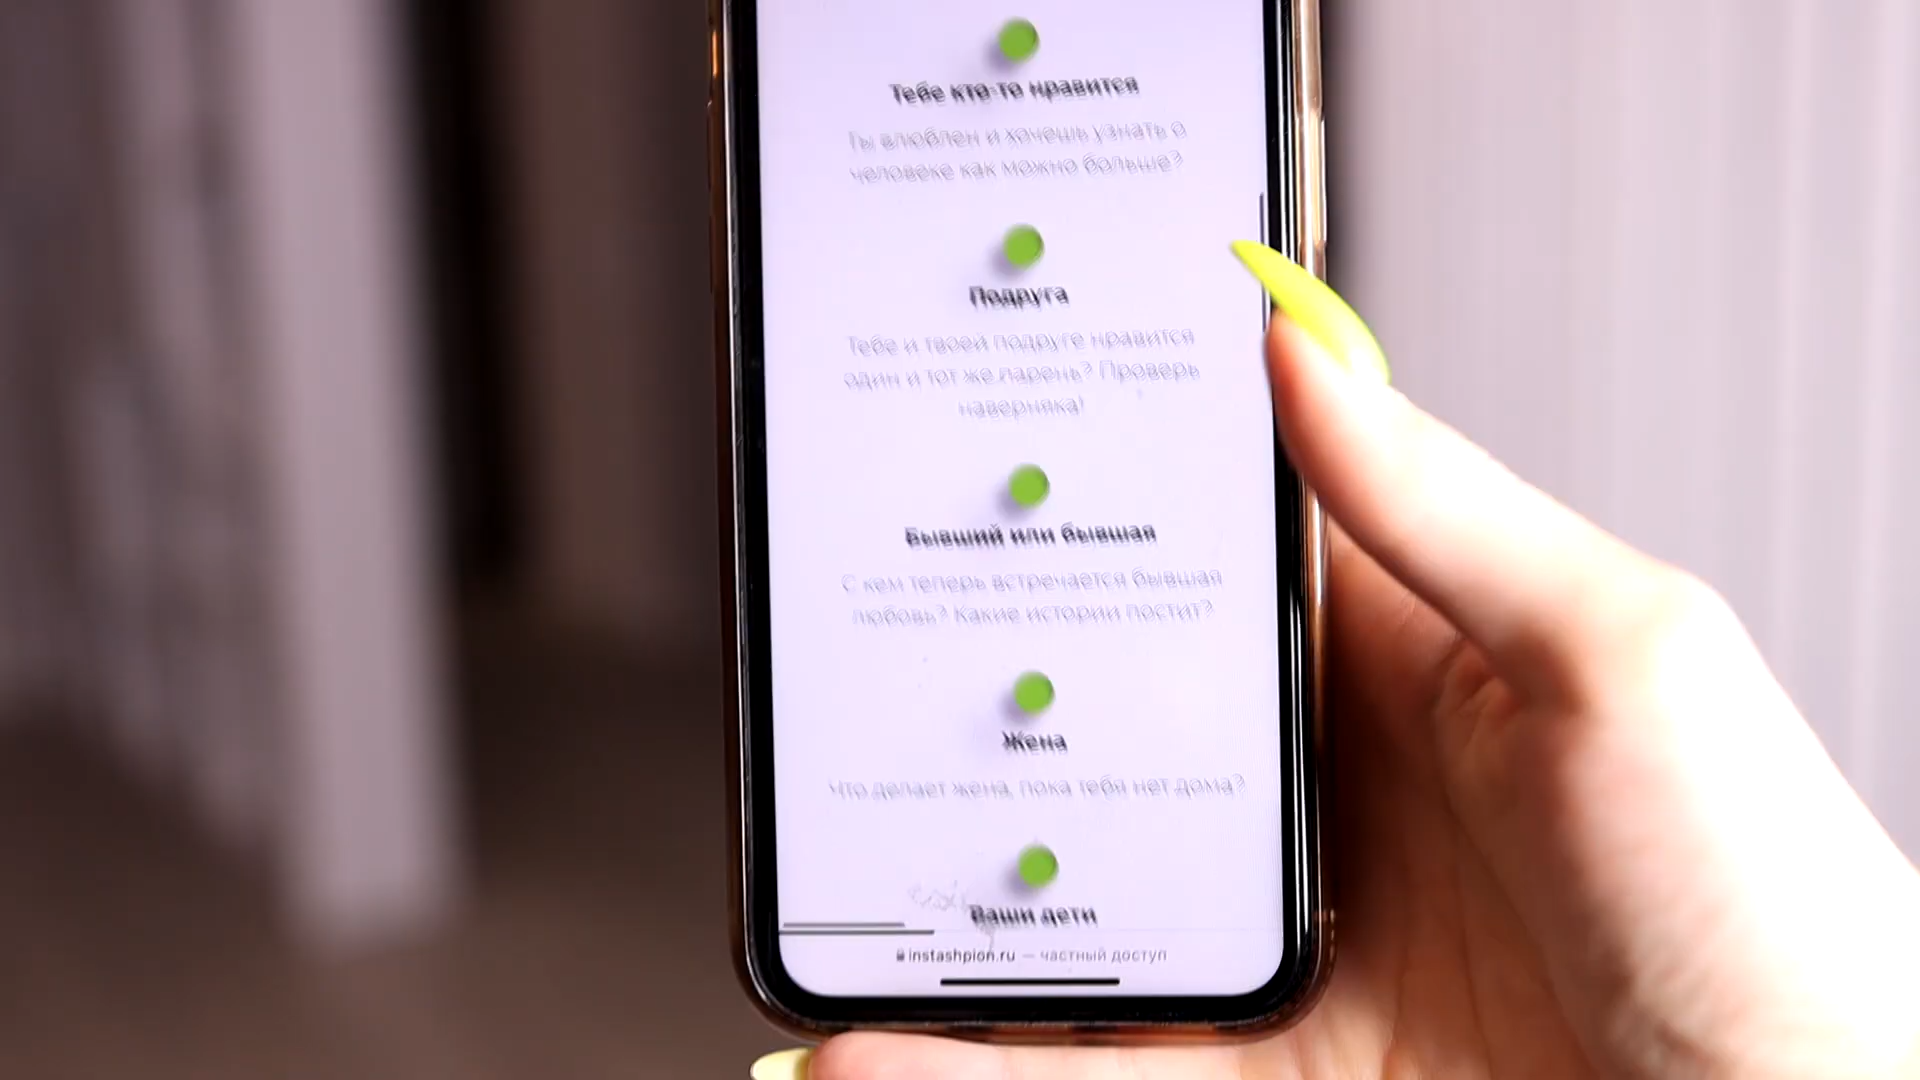 Тебе кто-то нравится
Ты влюблен и хочешь узнать о
человеке как можно больше?
Подруга
Тебе и твоей подруге нравится
один и тот же парень? Проверь
наверняка!
Бывший или бывшая
С кем теперь встречается бывшая
любовь? Какие истории постит?
Жена
Что делает жена, пока тебя нет дома?
Ваши дети
instashpion.ru — частный доступ